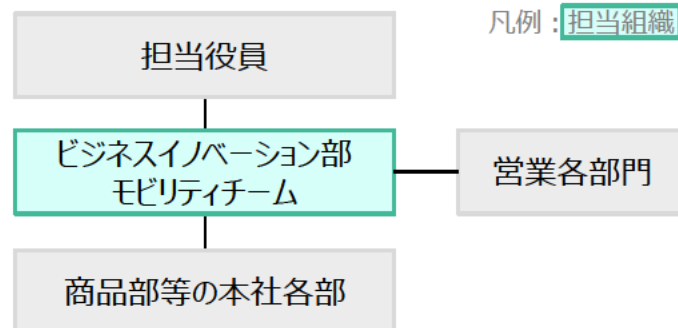 凡例：担当組織
担当役員
ビジネスイノベーション部
モビリティチーム
営業各部門
商品部等の本社各部